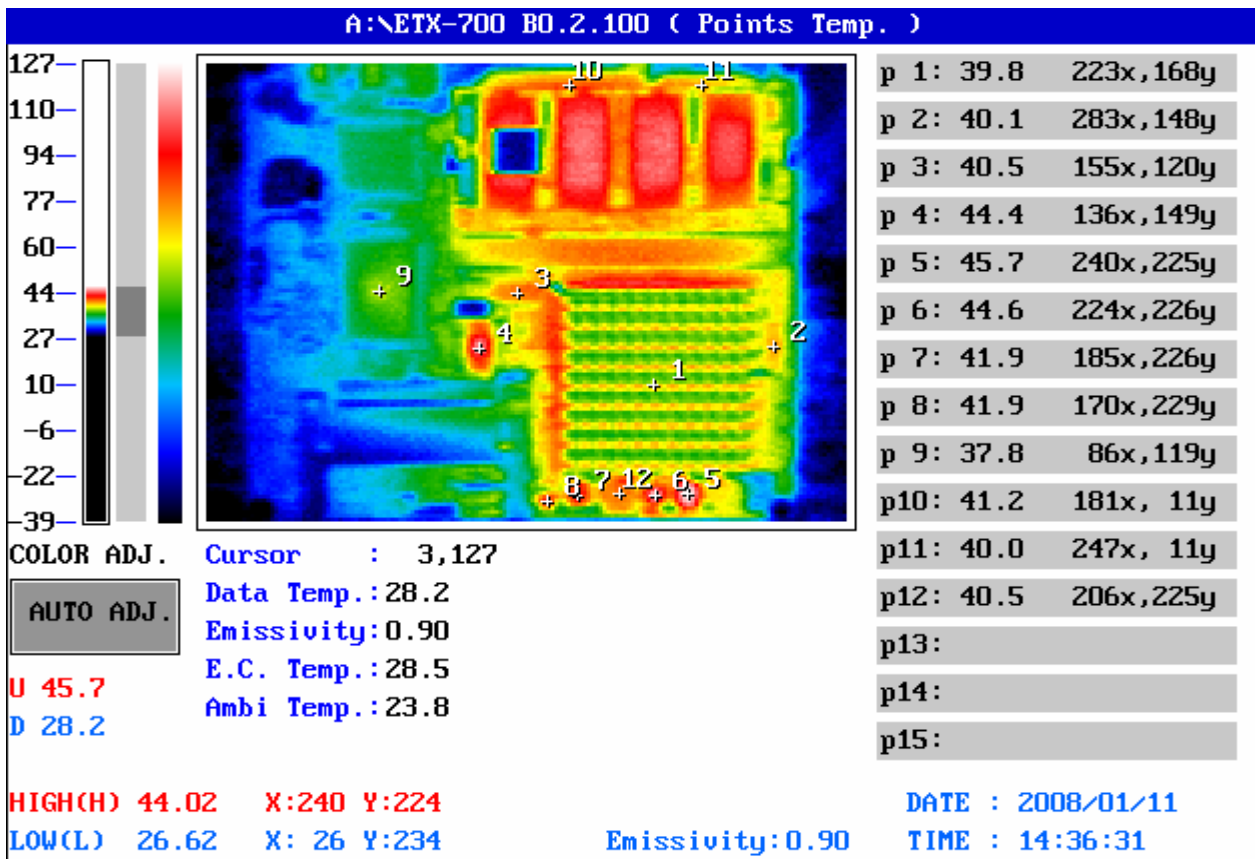 A:\ETX-700 B0.2.100 ( Points Temp. )
127
110
94
77
60
44
27
10
-6
-22
-39
COLOR ADJ.
AUTO ADJ.
U 45.7
D 28.2
10 11
9 3
4 2
1
8 7 12 6 5
Cursor : 3,127
Data Temp.:28.2
Emissivity:0.90
E.C. Temp.:28.5
Ambi Temp.:23.8
p 1: 39.8 223x,168y
p 2: 40.1 283x,148y
p 3: 40.5 155x,120y
p 4: 44.4 136x,149y
p 5: 45.7 240x,225y
p 6: 44.6 224x,226y
p 7: 41.9 185x,226y
p 8: 41.9 170x,229y
p 9: 37.8 86x,119y
p10: 41.2 181x, 11y
p11: 40.0 247x, 11y
p12: 40.5 206x,225y
p13:
p14:
p15:
HIGH(H) 44.02 X:240 Y:224
LOW(L) 26.62 X: 26 Y:234
Emissivity:0.90
DATE : 2008/01/11
TIME : 14:36:31